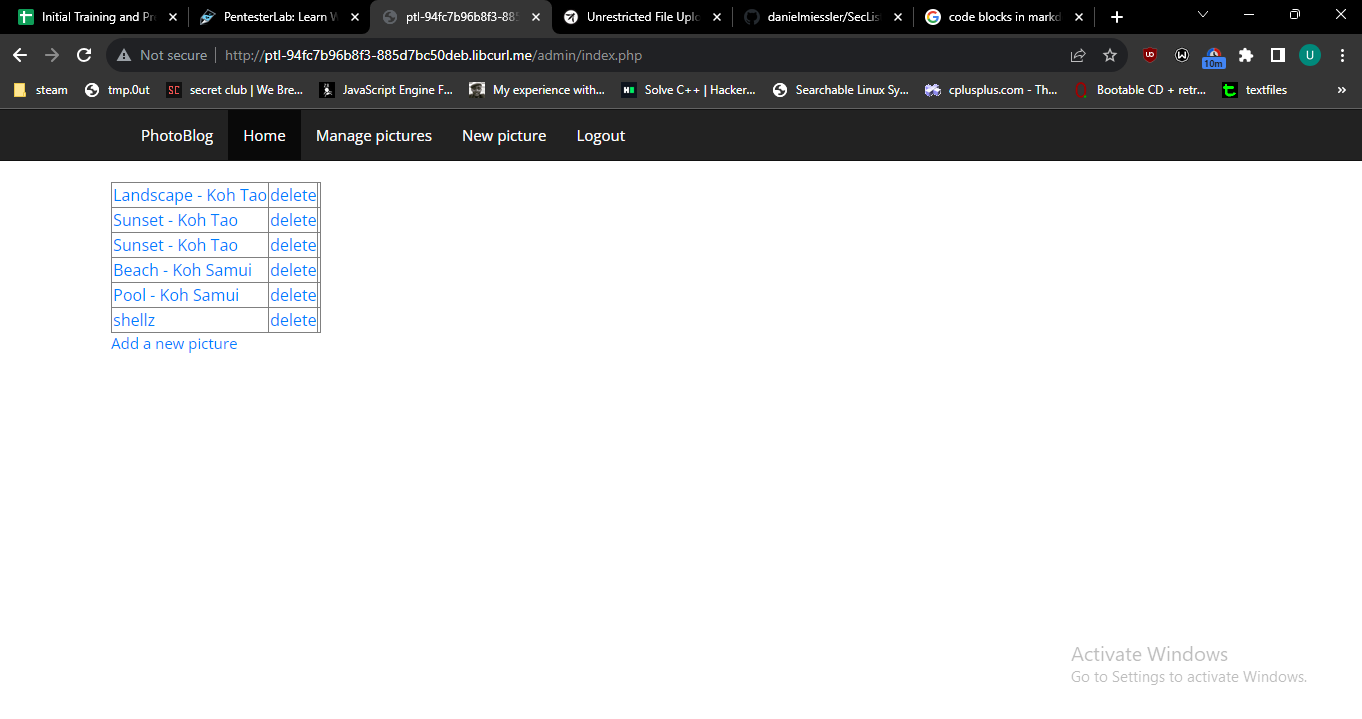 Initial Training and Pr
PentesterLab: Learn W
ptl-94fc7b96b8f3-885
Unrestricted File Uplo
danielmiessler/SecLis
code blocks in markd
Not secure
http://ptl-94fc7b96b8f3-885d7bc50deb.libcurl.me/admin/index.php
10m
U
steam
tmp.0ut
secret club | We Bre...
JavaScript Engine F...
My experience with...
Solve C++ | Hacker...
Searchable Linux Sy...
cplusplus.com - Th...
Bootable CD + retr...
textfiles
»
PhotoBlog
Home
Manage pictures
New picture
Logout
Landscape - Koh Tao delete
Sunset - Koh Tao delete
Sunset - Koh Tao delete
Beach - Koh Samui delete
Pool - Koh Samui delete
shellz delete
Add a new picture
Activate Windows
Go to Settings to activate Windows.